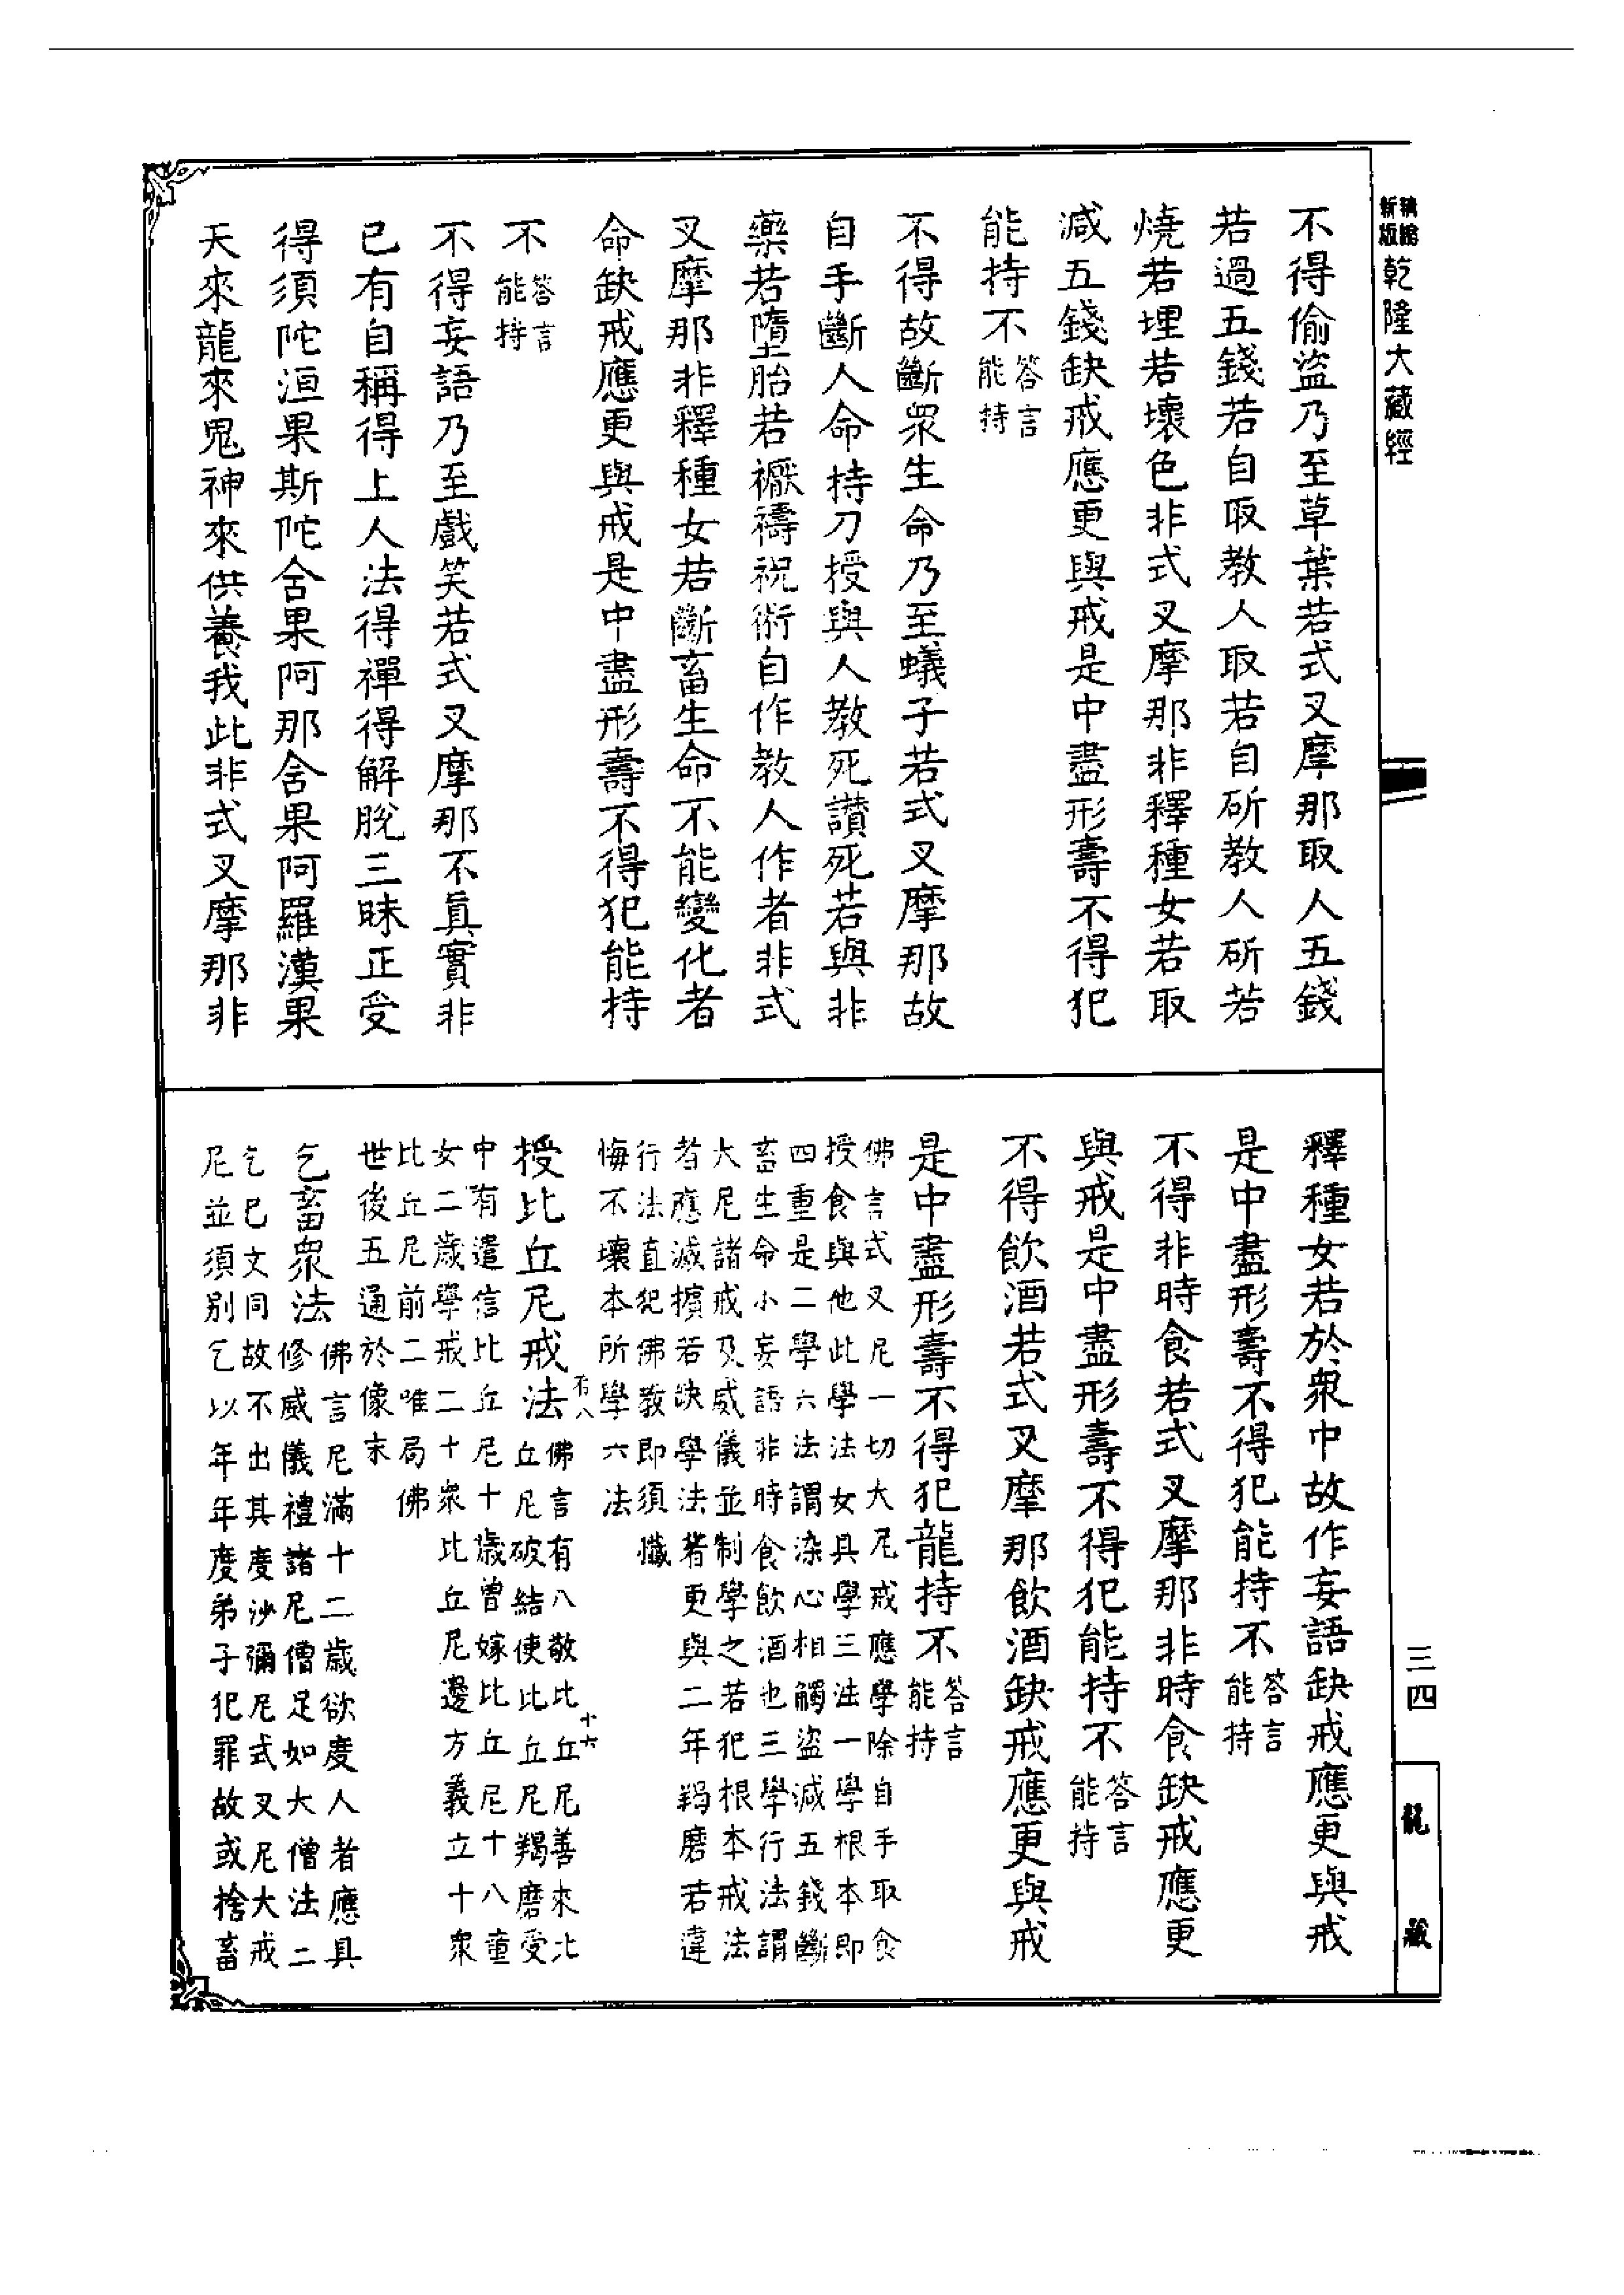 新版精縮
乾隆大藏經
不得偷盜乃至草葉若式叉摩那取人五錢
若過五錢若自取教人取若自斫教人斫若
燒若埋若壞色非式叉摩那非釋種女若取
減五錢缺戒應更與戒是中盡形壽不得犯
能持不答言能持
不得故斷衆生命乃至蟻子若式叉摩那故
自手斷人命持刀授與人教死讃死若與非
藥若墮胎若禰禱祝術自作教人作者非式
叉摩那非釋種女若斷畜生命不能變化者
命缺戒應更與戒是中盡形壽不得犯能持
不答言能持
不得妄語乃至戲笑若式叉摩那不眞實非
已有自稱得上人法得禪得解脫三昧正受
得須陀洹果斯陀含果阿那含果阿羅漢果
天來龍來鬼神來供養我此非式叉摩那非
釋種女若於衆中故作妄語缺戒應更與戒
是中盡形壽不得犯能持不答言能持
不得非時食若式叉摩那非時食缺戒應更
與戒是中盡形壽不得犯能持不答言能持
不得飲酒若式叉摩那飲酒缺戒應更與戒
是中盡形壽不得犯龍持不答言能持
佛言式叉尼一切大尼戒應學除自手取食
授食與他此學法女具學三法一學根本即
四重是二學六法謂染心相觸盜減五錢斷
畜生命小妄語非時食飲酒也三學行法謂
大尼諸戒及威儀並制學之若犯根本戒法
者應滅擯若缺學法者更與二年羯磨若違
行法直犯佛教即須懺
悔不壞本所學六法
授比丘尼戒法有八佛言有八敬比丘尼善來比
丘尼破結使比丘尼羯磨受
十六
中有遣信比丘尼十歲曾嫁比丘尼十八童
女二歲學戒二十衆比丘尼邊方義立十衆
比丘尼前二唯局佛
世後五通於像末
乞畜衆法佛言尼滿十二歲欲度人者應具
修威儀禮諸尼僧足如大僧法二
乞已文同故不出其度沙彌尼式叉尼大戒
尼並須別乞以年年度弟子犯罪故或捨畜
三四
龍藏